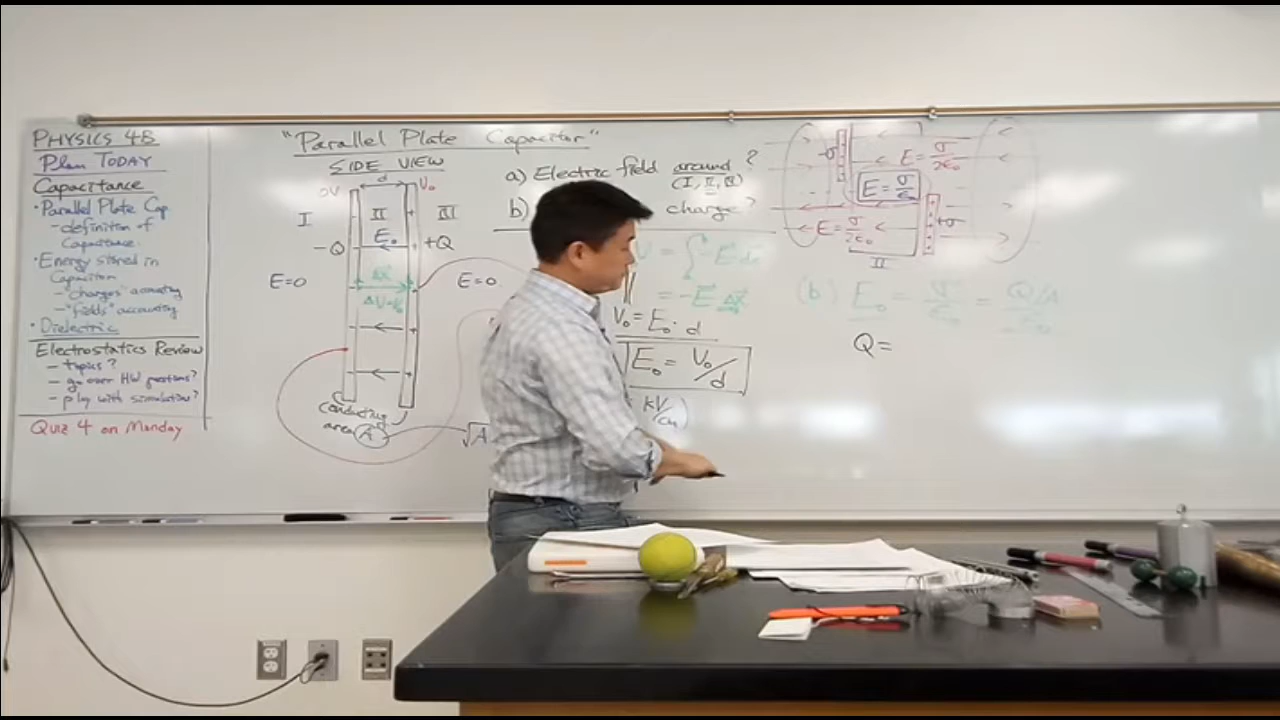 PHYSICS 4B
Plan TODAY
Capacitance
• Parallel Plate Cap
- definition of
Capacitance.
• Energy stored in
Capacitor
- "charges" accounting
- "fields" accounting
• Dielectric
Electrostatics Review
- topics?
- go over HW questions?
- play with simulation?
Quiz 4 on Monday
"Parallel Plate Capacitor"
SIDE VIEW
0V
d
V₀
I
II
III
-Q
E₀
+Q
E=0
Δx
E=0
ΔV=V₀
conducting
area A
√A
a) Electric field around?
(I, II, III)
b)
charge?
V = ∫ -E dx
= -E Δx
V₀ = E₀ · d
E₀ = V₀/d
kV/cm)
-σ
E = σ/2ε₀
E = σ/ε₀
+σ
E = σ/2ε₀
II
(b) E₀ = σ/ε₀ = Q/A/ε₀
Q =